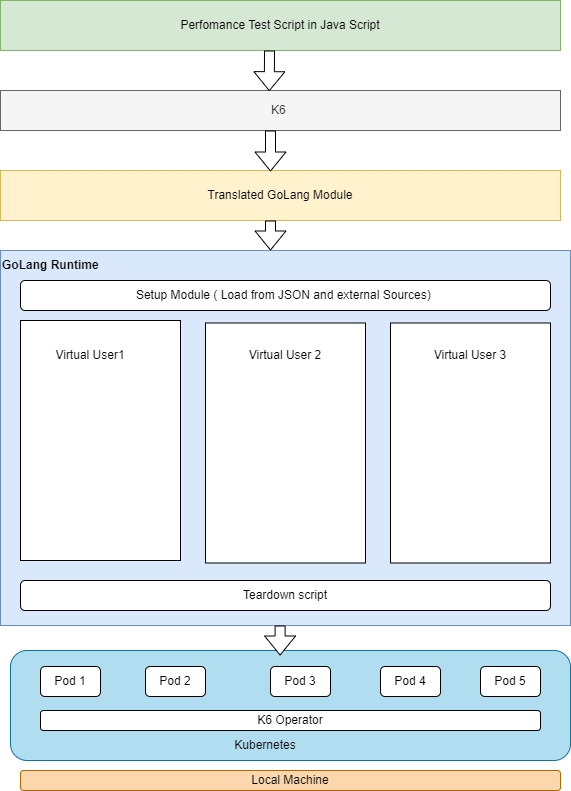 Perfomance Test Script in Java Script
K6
Translated GoLang Module
GoLang Runtime
Setup Module ( Load from JSON and external Sources)
Virtual User1
Virtual User 2
Virtual User 3
Teardown script
Pod 1
Pod 2
Pod 3
Pod 4
Pod 5
K6 Operator
Kubernetes
Local Machine